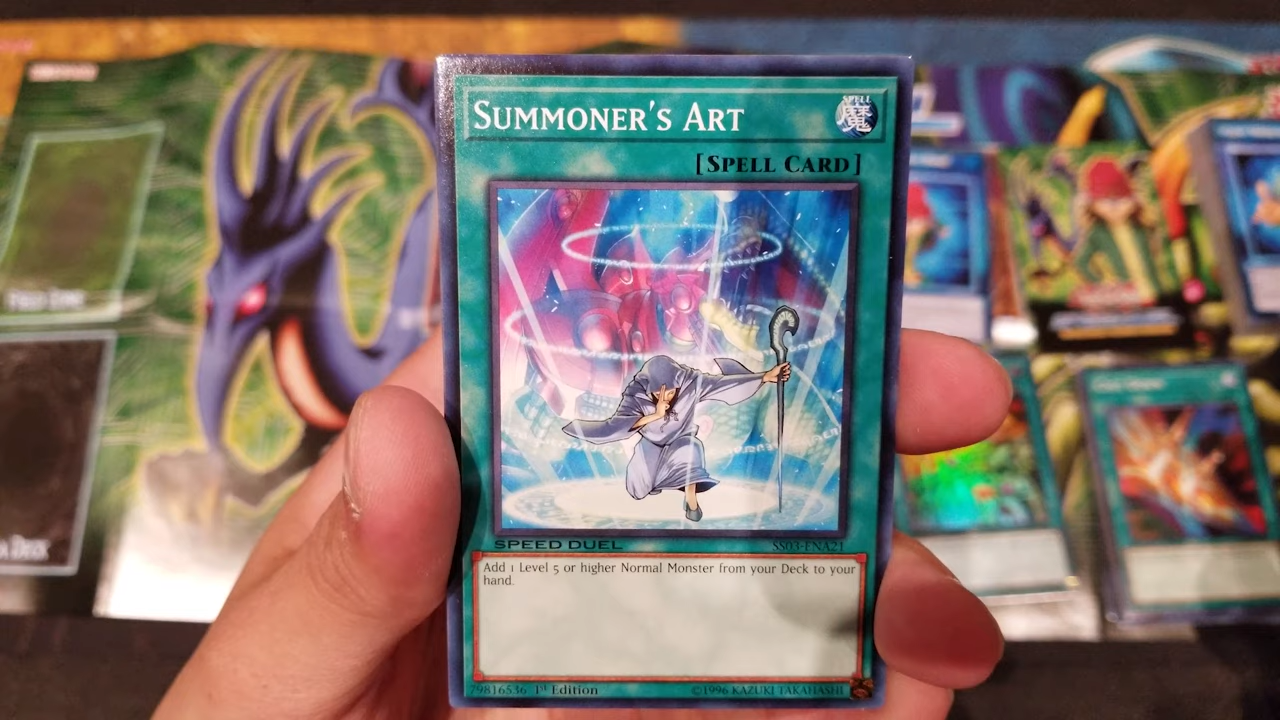 SUMMONER'S ART
SPELL
魔
[SPELL CARD]
SPEED DUEL
SS03-ENA21
Add 1 Level 5 or higher Normal Monster from your Deck to your
hand.
79816536 1st Edition
©1996 KAZUKI TAKAHASHI